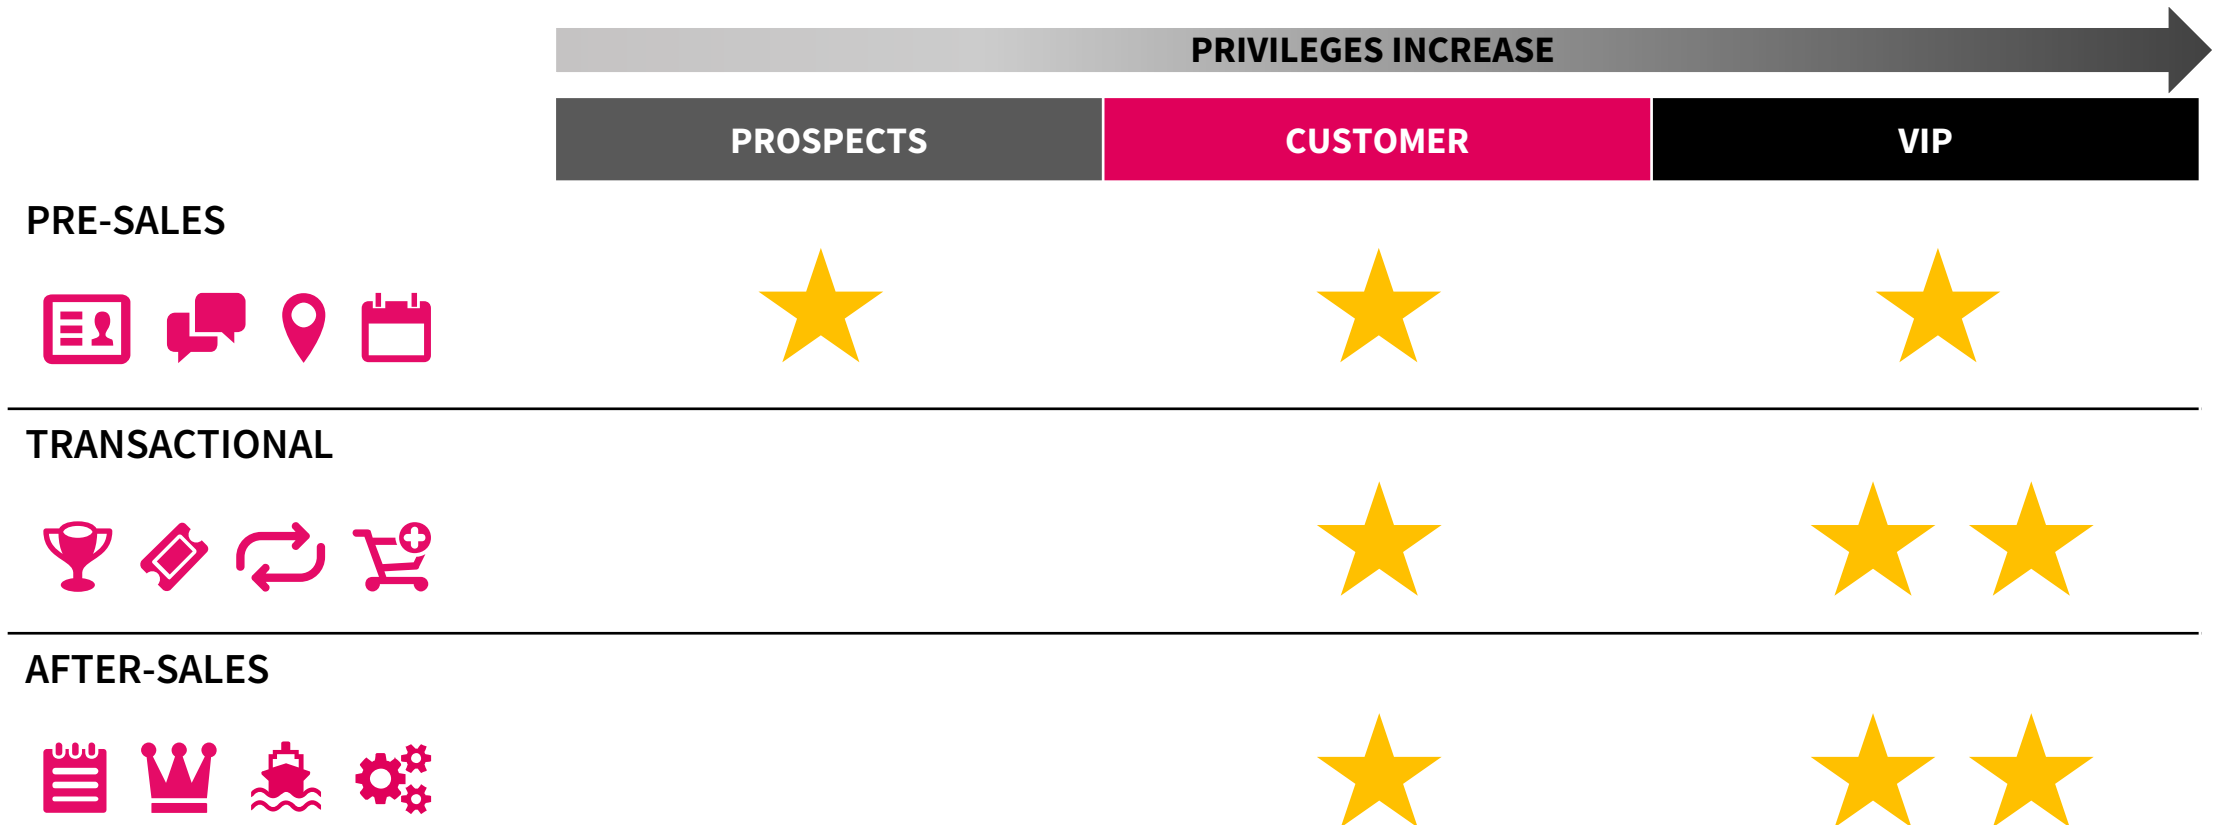 PRIVILEGES INCREASE
PROSPECTS
CUSTOMER
VIP
PRE-SALES
TRANSACTIONAL
AFTER-SALES